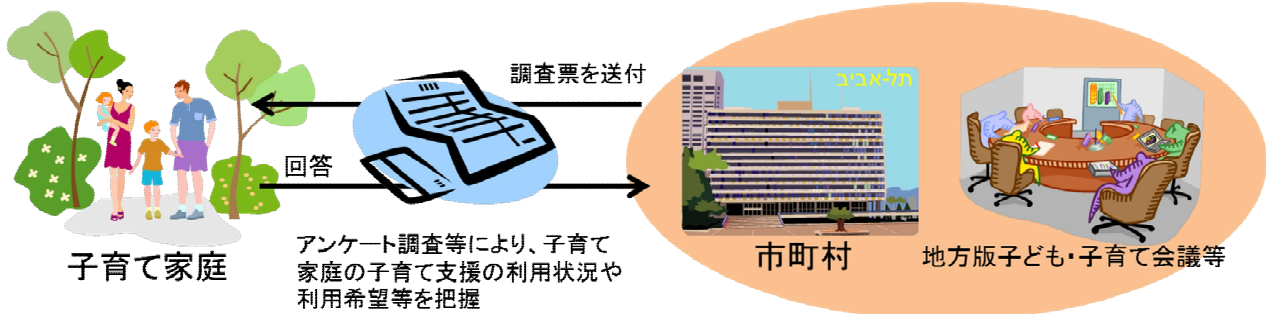 調査票を送付
תל-אביב
回答
アンケート調査等により、子育て
家庭の子育て支援の利用状況や
利用希望等を把握
子育て家庭
市町村
地方版子ども・子育て会議等